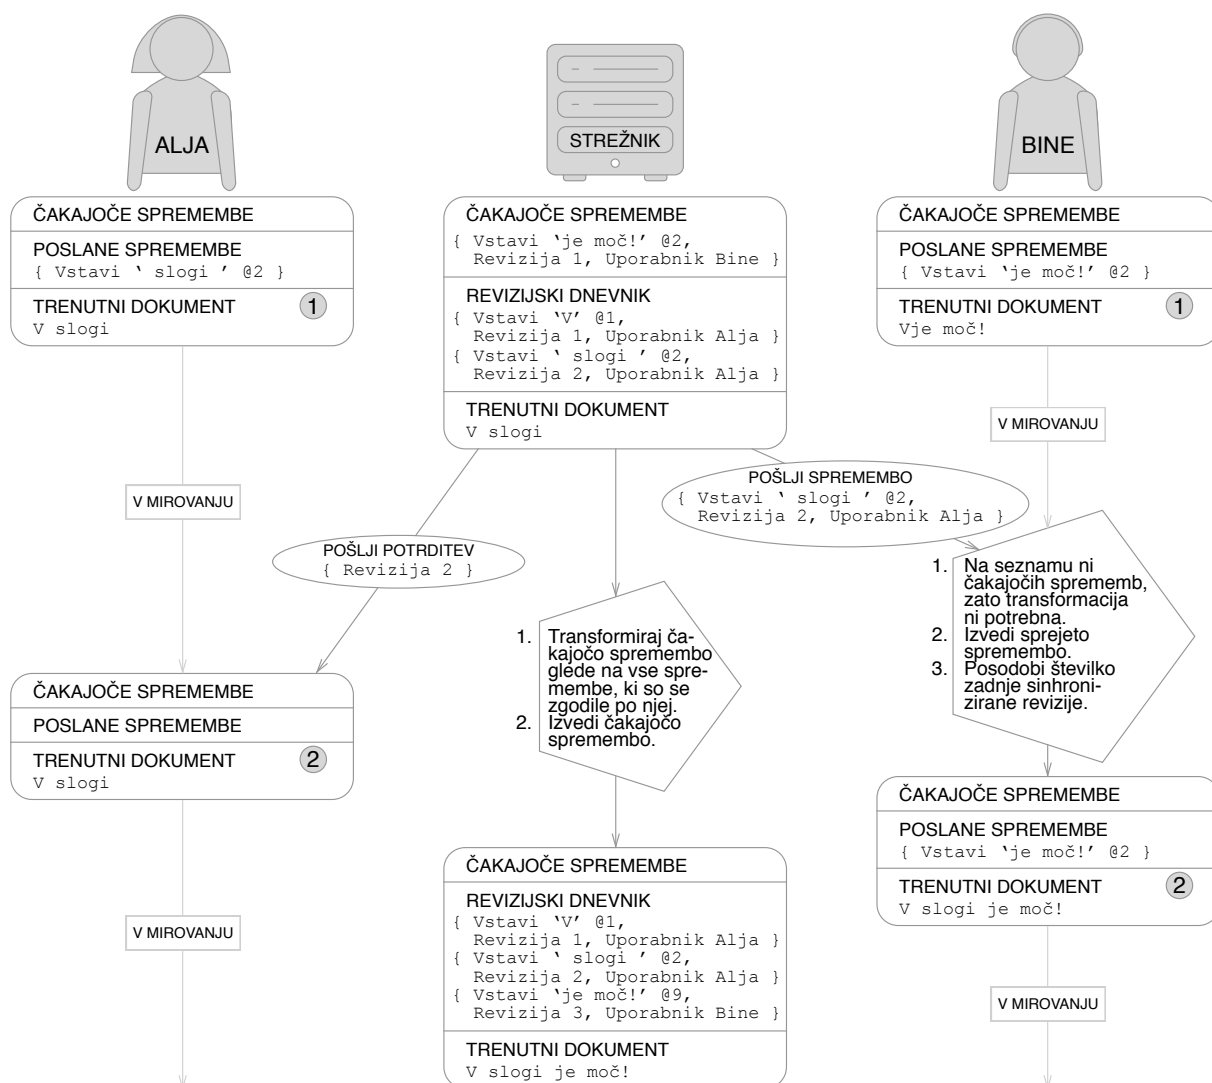 ALJA
STREŽNIK
BINE
ČAKAJOČE SPREMEMBE
POSLANE SPREMEMBE
{ Vstavi ‘ slogi ’ @2 }
TRENUTNI DOKUMENT
1
V slogi
ČAKAJOČE SPREMEMBE
{ Vstavi ‘je moč!’ @2,
Revizija 1, Uporabnik Bine }
REVIZIJSKI DNEVNIK
{ Vstavi ‘V’ @1,
Revizija 1, Uporabnik Alja }
{ Vstavi ‘ slogi ’ @2,
Revizija 2, Uporabnik Alja }
TRENUTNI DOKUMENT
V slogi
ČAKAJOČE SPREMEMBE
POSLANE SPREMEMBE
{ Vstavi ‘je moč!’ @2 }
TRENUTNI DOKUMENT
1
Vje moč!
V MIROVANJU
V MIROVANJU
POŠLJI POTRDITEV
{ Revizija 2 }
POŠLJI SPREMEMBO
{ Vstavi ‘ slogi ’ @2,
Revizija 2, Uporabnik Alja }
1. Transformiraj ča-
kajočo spremembo
glede na vse spre-
membe, ki so se
zgodile po njej.
2. Izvedi čakajočo
spremembo.
1. Na seznamu ni
čakajočih sprememb,
zato transformacija
ni potrebna.
2. Izvedi sprejeto
spremembo.
3. Posodobi številko
zadnje sinhroni-
zirane revizije.
ČAKAJOČE SPREMEMBE
POSLANE SPREMEMBE
TRENUTNI DOKUMENT
2
V slogi
V MIROVANJU
ČAKAJOČE SPREMEMBE
REVIZIJSKI DNEVNIK
{ Vstavi ‘V’ @1,
Revizija 1, Uporabnik Alja }
{ Vstavi ‘ slogi ’ @2,
Revizija 2, Uporabnik Alja }
{ Vstavi ‘je moč!’ @9,
Revizija 3, Uporabnik Bine }
TRENUTNI DOKUMENT
V slogi je moč!
ČAKAJOČE SPREMEMBE
POSLANE SPREMEMBE
{ Vstavi ‘je moč!’ @2 }
TRENUTNI DOKUMENT
2
V slogi je moč!
V MIROVANJU